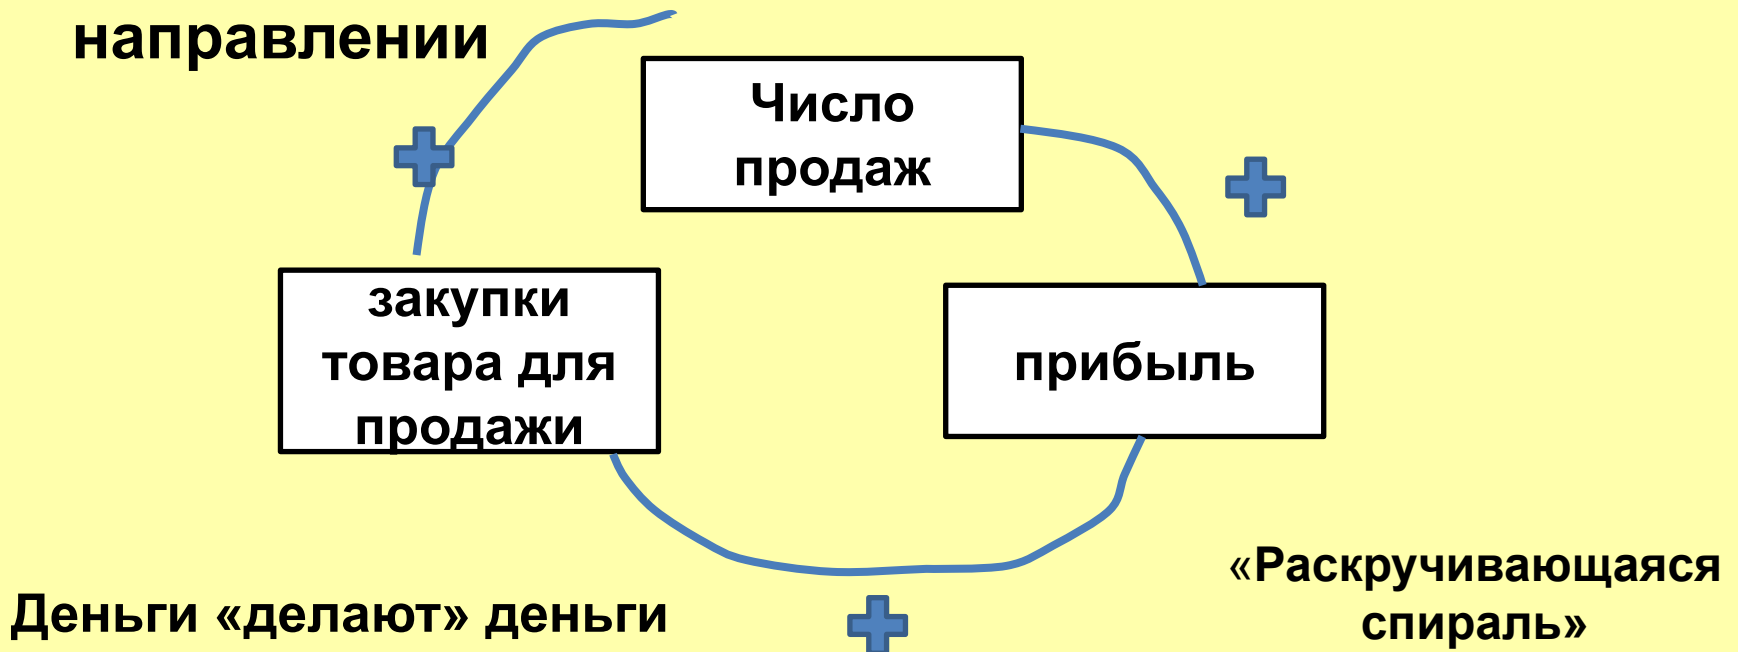 направлении
Число
продаж
закупки
товара для
продажи
прибыль
«Раскручивающаяся
спираль»
Деньги «делают» деньги